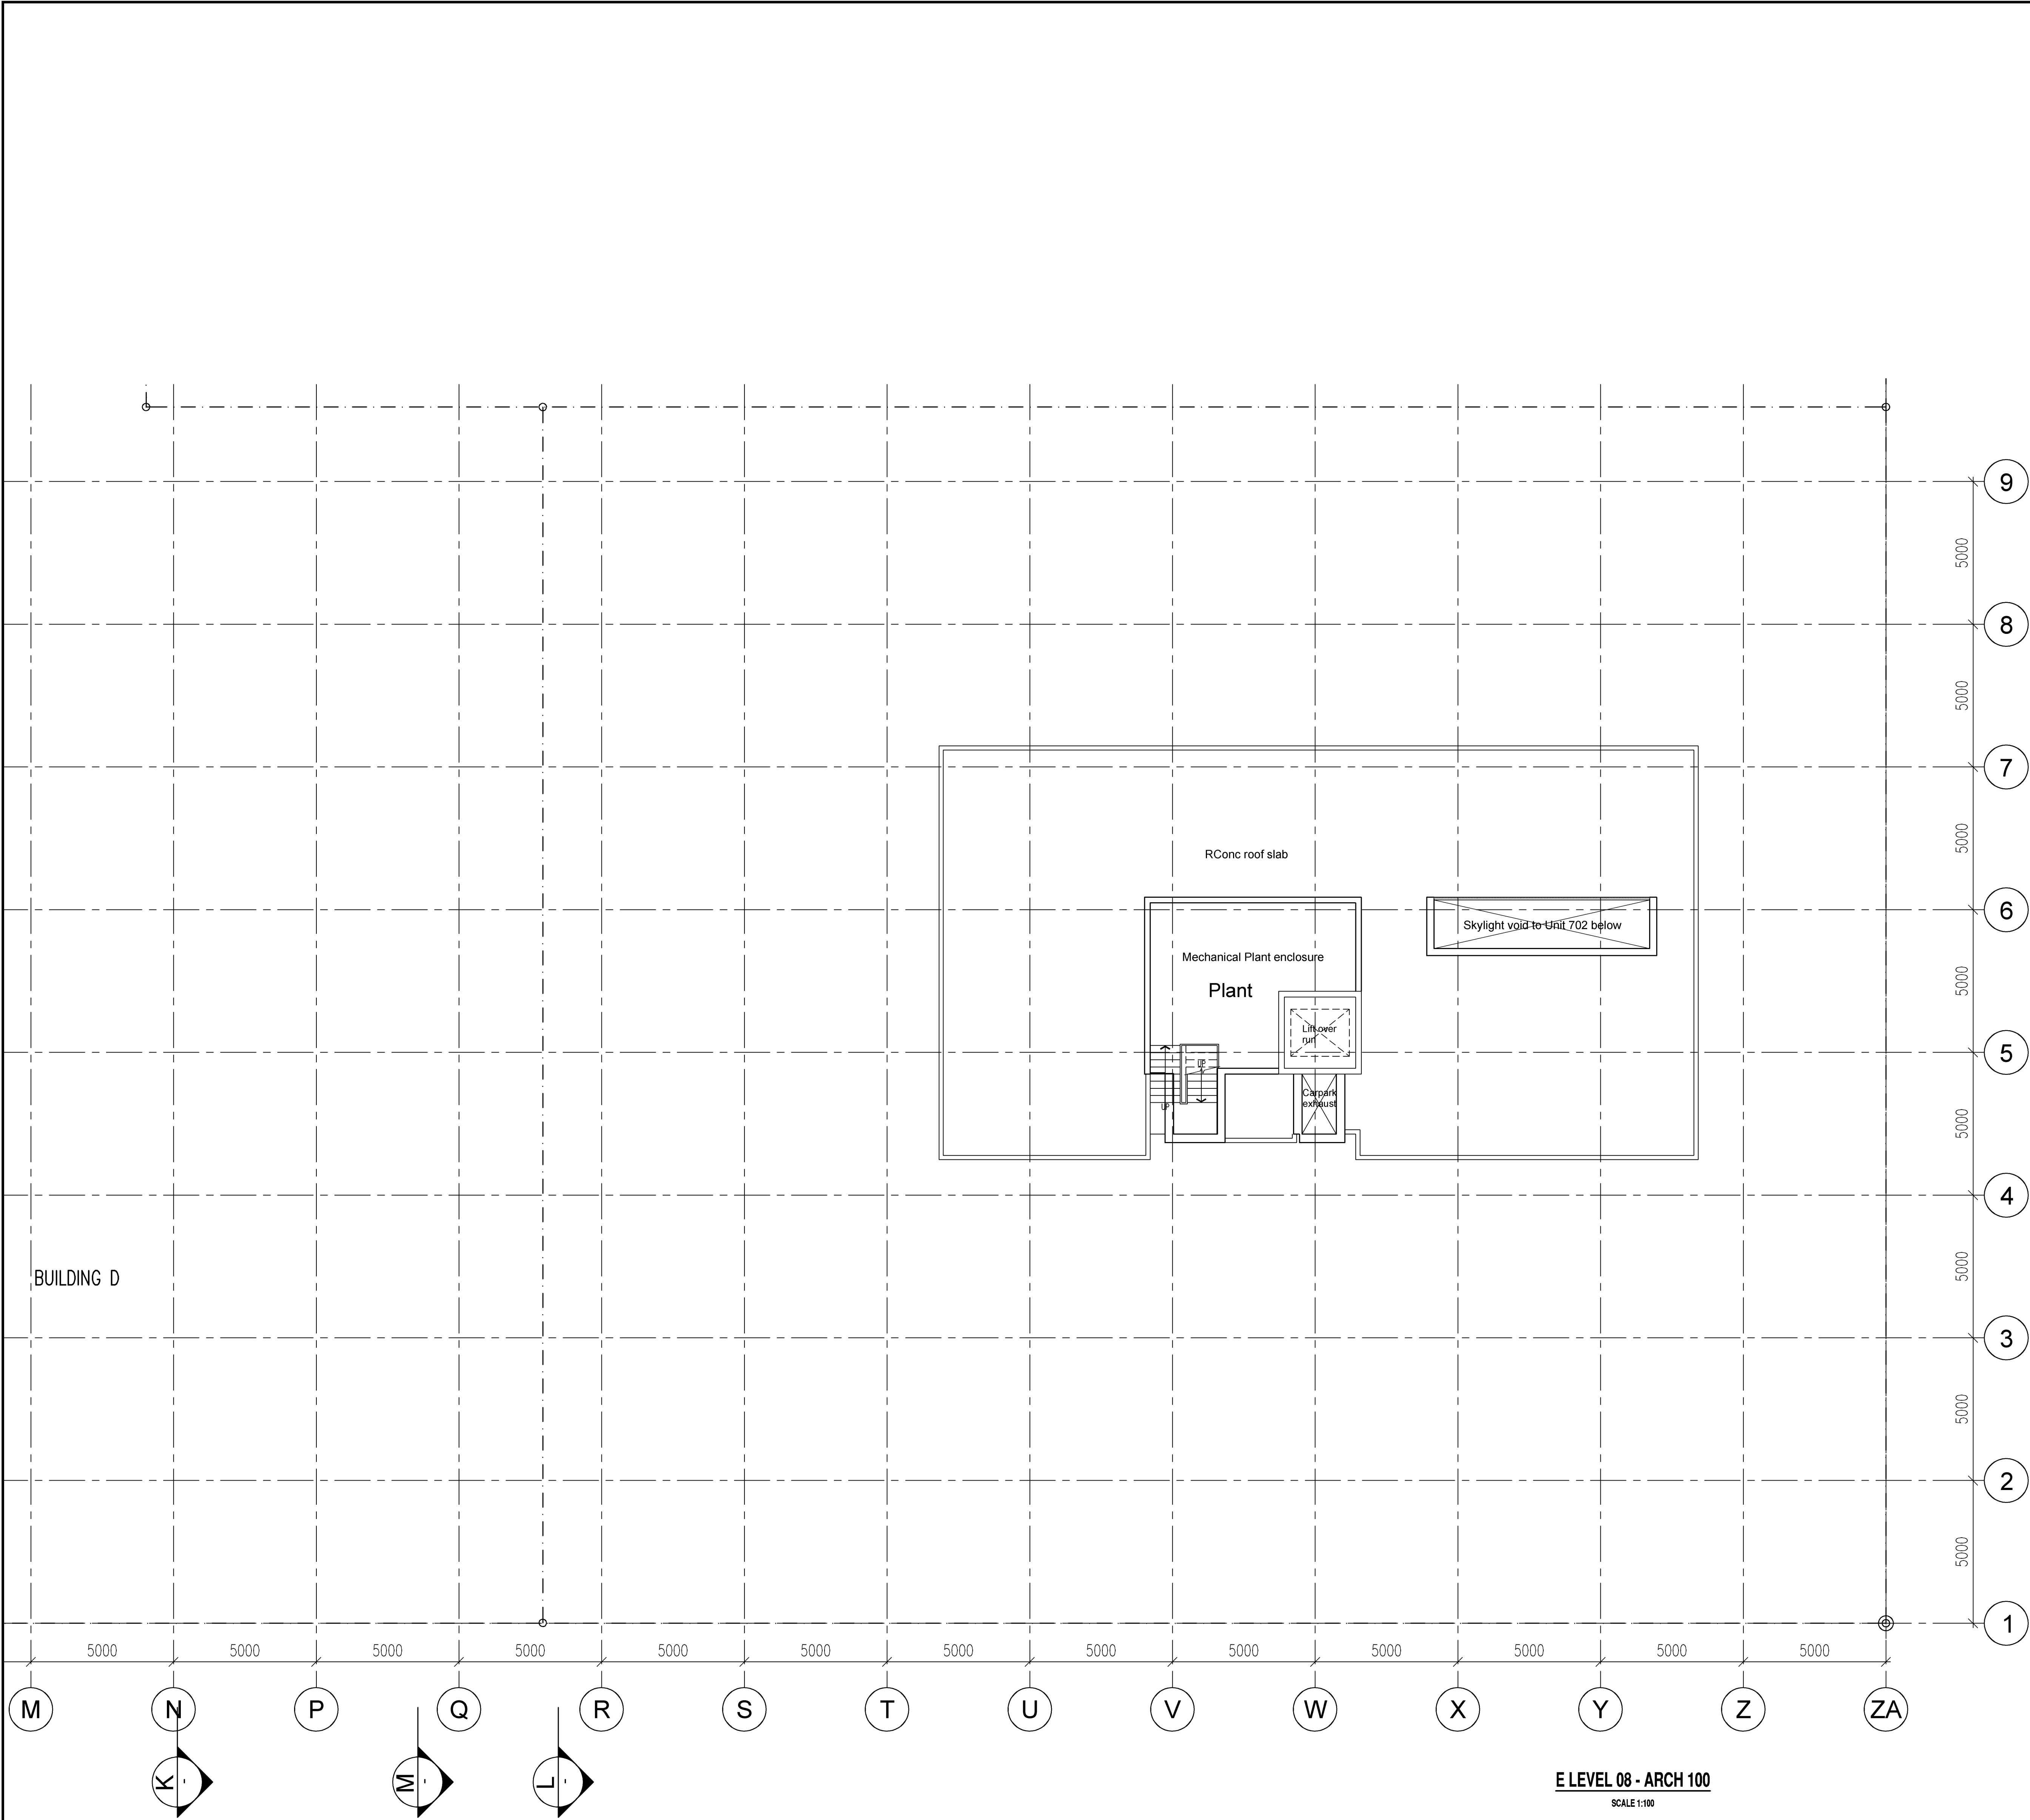 9
5000
8
5000
7
RConc roof slab
5000
6
Skylight void to Unit 702 below
Mechanical Plant enclosure
Plant
5000
Lift over
run
5
UP
Carpark
exhaust
UP
5000
4
BUILDING D
5000
3
5000
2
5000
1
5000 5000 5000 5000 5000 5000 5000 5000 5000 5000 5000 5000 5000
M N P Q R S T U V W X Y Z ZA
K - M - L -
E LEVEL 08 - ARCH 100
SCALE 1:100